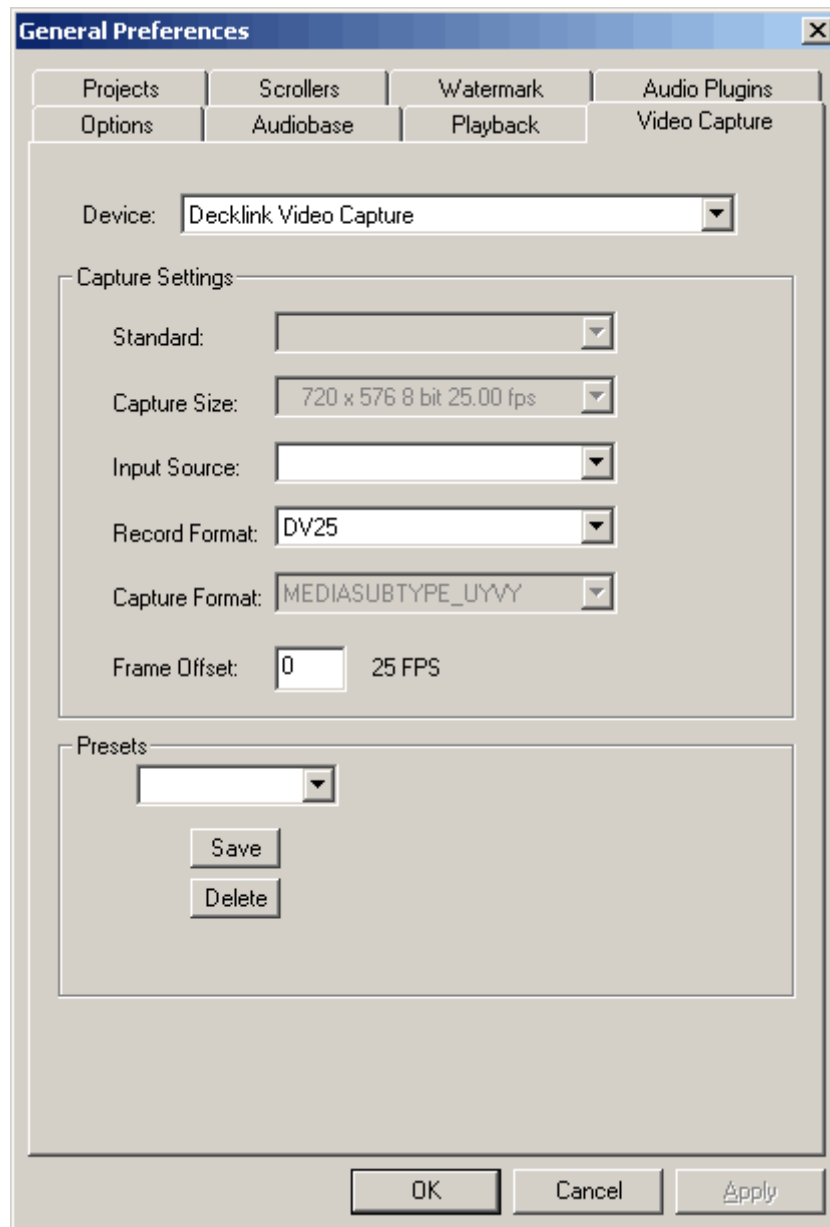 General Preferences
Projects Scrollers Watermark Audio Plugins
Options Audiobase Playback Video Capture
Device: Decklink Video Capture
Capture Settings
Standard:
Capture Size: 720 x 576 8 bit 25.00 fps
Input Source:
Record Format: DV25
Capture Format: MEDIASUBTYPE_UYVY
Frame Offset: 0 25 FPS
Presets
Save
Delete
OK Cancel Apply